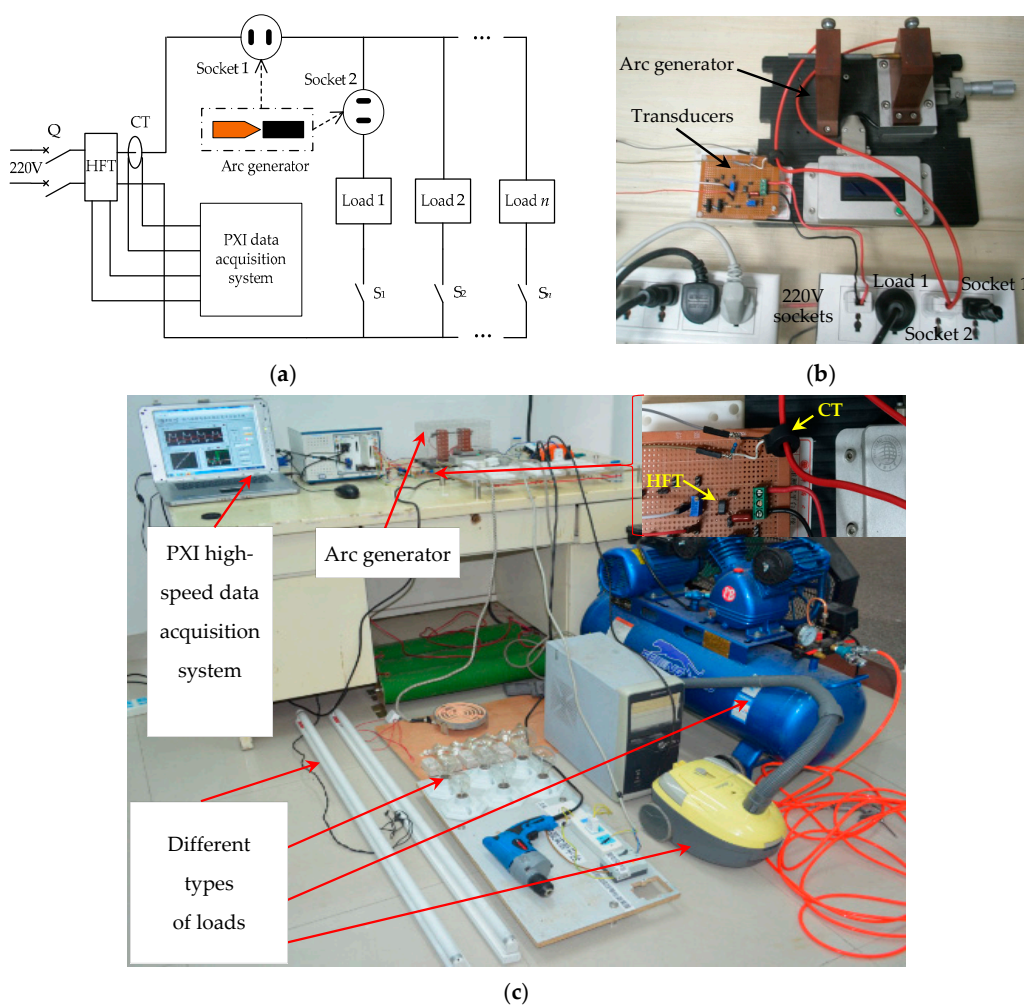 Socket 1
Socket 2
Q
CT
220V
HFT
Arc generator
Load 1
Load 2
Load n
PXI data
acquisition
system
S1
S2
Sn
(a)
Arc generator
Transducers
Load 1
Socket 1
220V
sockets
Socket 2
(b)
CT
HFT
PXI high-
speed data
acquisition
system
Arc generator
Different
types
of loads
(c)